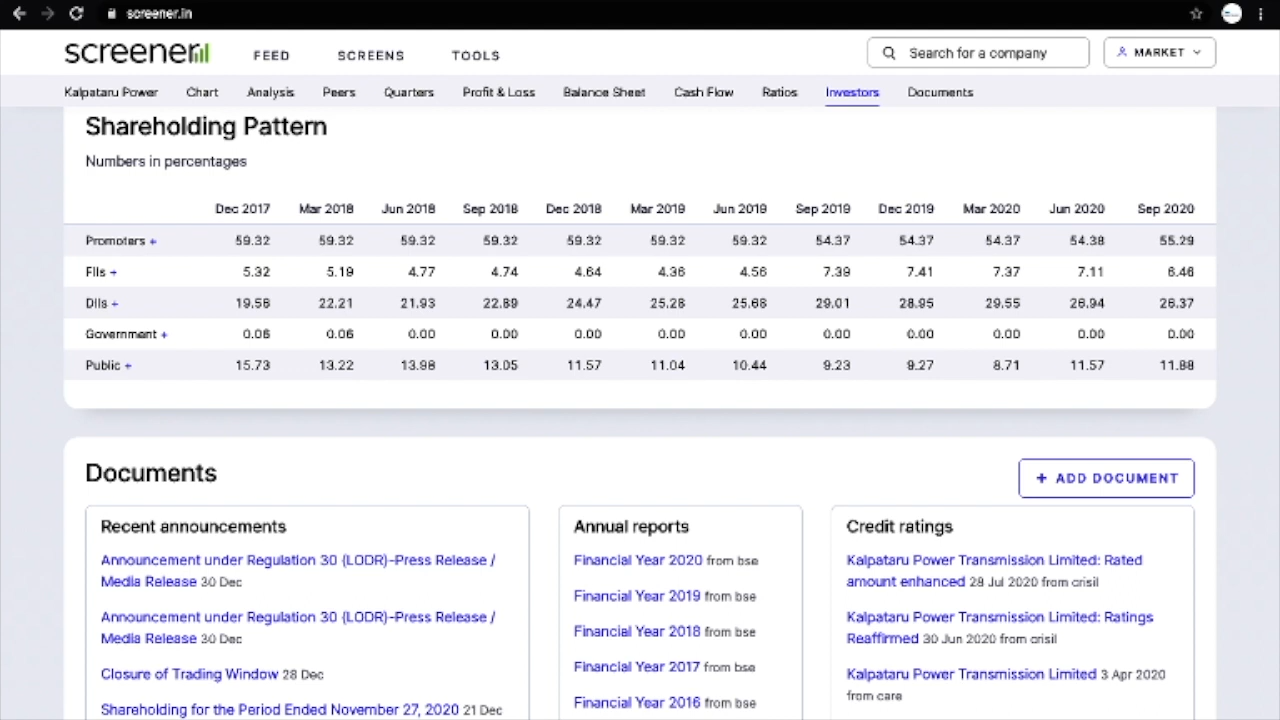 screener.in
screener
FEED SCREENS TOOLS
Search for a company
MARKET
Kalpataru Power Chart Analysis Peers Quarters Profit & Loss Balance Sheet Cash Flow Ratios Investors Documents
Shareholding Pattern
Numbers in percentages
Dec 2017 Mar 2018 Jun 2018 Sep 2018 Dec 2018 Mar 2019 Jun 2019 Sep 2019 Dec 2019 Mar 2020 Jun 2020 Sep 2020
Promoters + 59.32 59.32 59.32 59.32 59.32 59.32 59.32 54.37 54.37 54.37 54.38 55.29
FIIs + 5.32 5.19 4.77 4.74 4.64 4.36 4.56 7.39 7.41 7.37 7.11 6.46
DIIs + 19.56 22.21 21.93 22.89 24.47 25.28 25.68 29.01 28.95 29.55 26.94 26.37
Government + 0.06 0.06 0.00 0.00 0.00 0.00 0.00 0.00 0.00 0.00 0.00 0.00
Public + 15.73 13.22 13.98 13.05 11.57 11.04 10.44 9.23 9.27 8.71 11.57 11.88
Documents
+ ADD DOCUMENT
Recent announcements
Announcement under Regulation 30 (LODR)-Press Release /
Media Release 30 Dec
Announcement under Regulation 30 (LODR)-Press Release /
Media Release 30 Dec
Closure of Trading Window 28 Dec
Shareholding for the Period Ended November 27, 2020 21 Dec
Annual reports
Financial Year 2020 from bse
Financial Year 2019 from bse
Financial Year 2018 from bse
Financial Year 2017 from bse
Financial Year 2016 from bse
Credit ratings
Kalpataru Power Transmission Limited: Rated
amount enhanced 28 Jul 2020 from crisil
Kalpataru Power Transmission Limited: Ratings
Reaffirmed 30 Jun 2020 from crisil
Kalpataru Power Transmission Limited 3 Apr 2020
from care